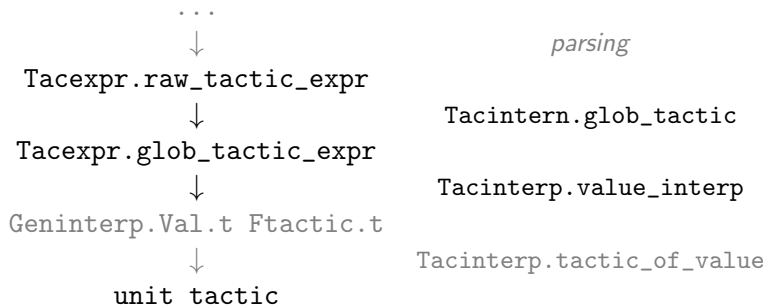 ...
↓
parsing
Tacexpr.raw_tactic_expr
↓
Tacintern.glob_tactic
Tacexpr.glob_tactic_expr
↓
Tacinterp.value_interp
Geninterp.Val.t Ftactic.t
↓
Tacinterp.tactic_of_value
unit tactic